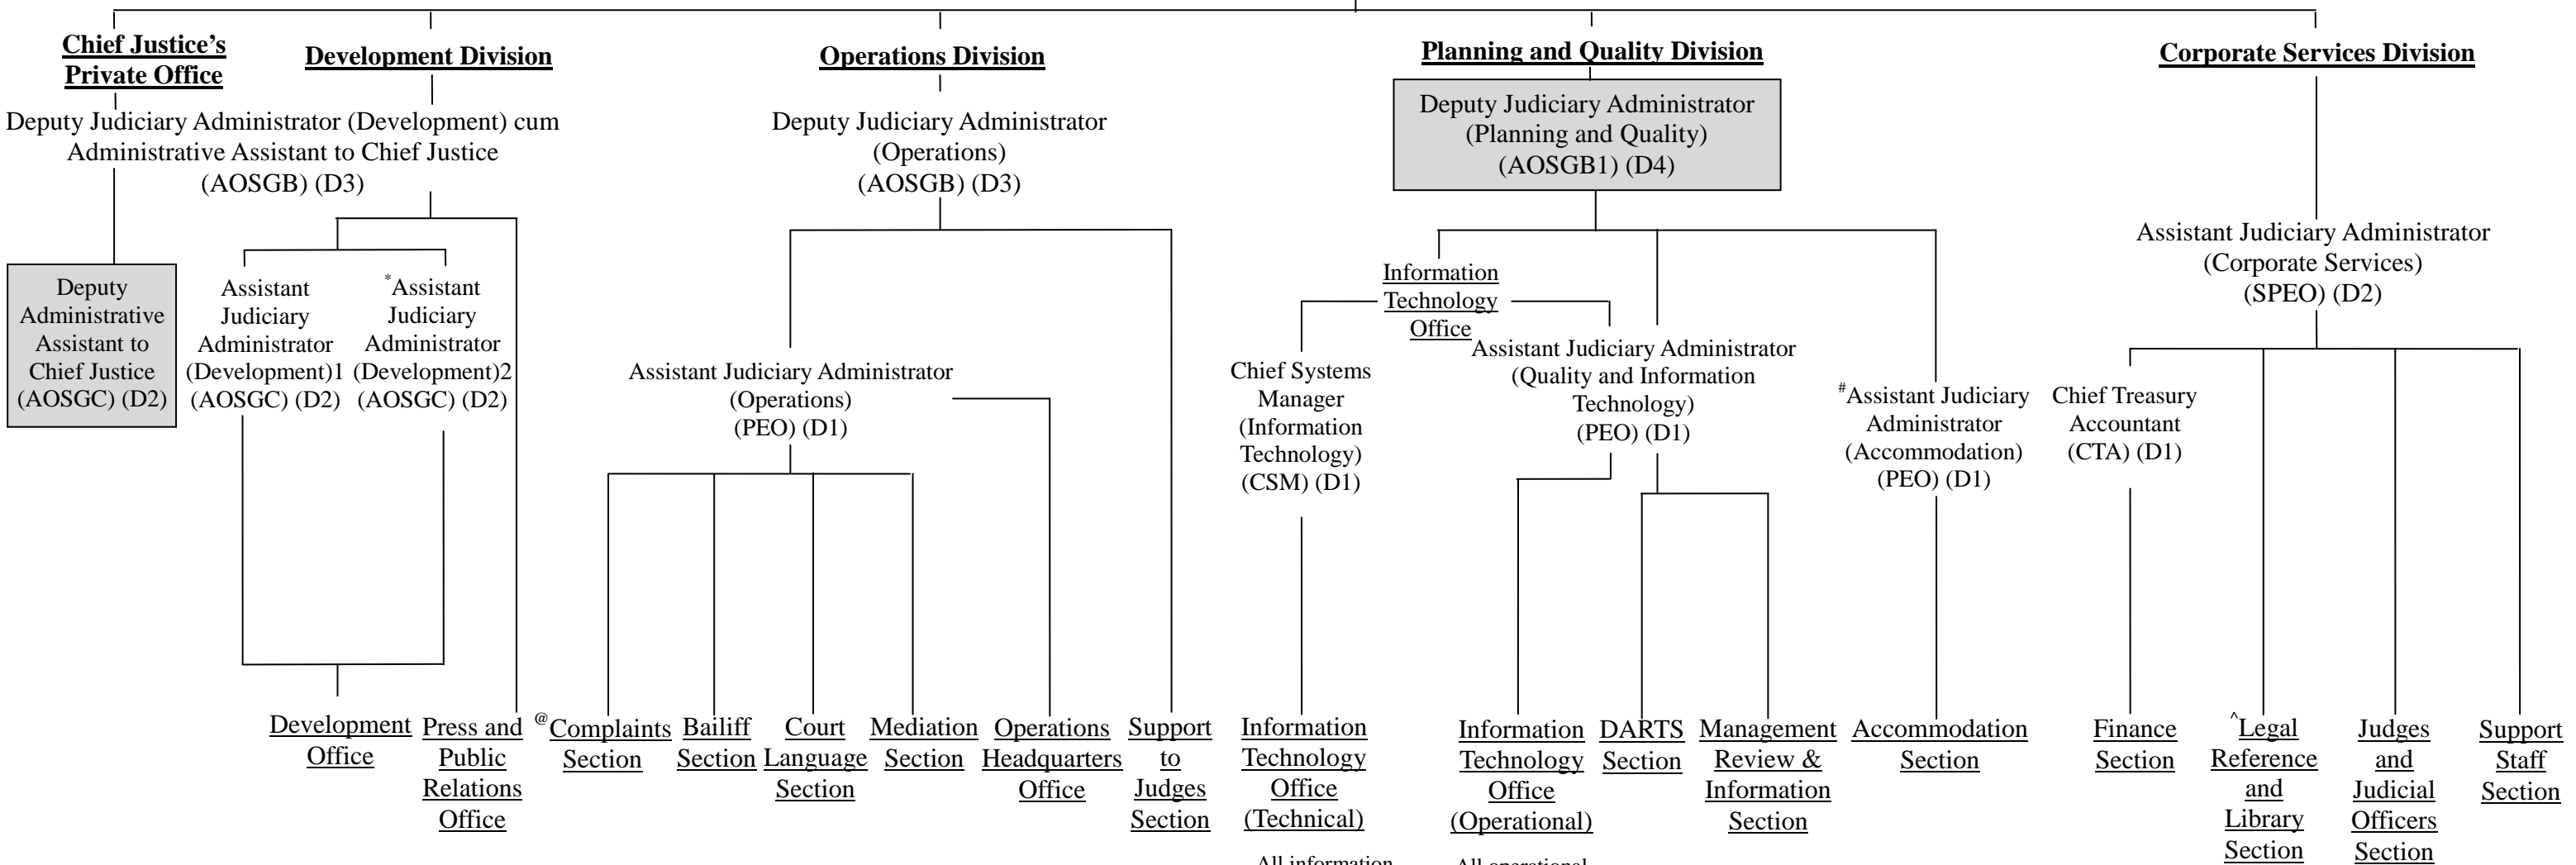 Chief Justice's
Private Office
Development Division
Operations Division
Planning and Quality Division
Corporate Services Division
Deputy Judiciary Administrator (Development) cum
Administrative Assistant to Chief Justice
(AOSGB) (D3)
Deputy Judiciary Administrator
(Operations)
(AOSGB) (D3)
Deputy Judiciary Administrator
(Planning and Quality)
(AOSGB1) (D4)
Assistant Judiciary Administrator
(Corporate Services)
(SPEO) (D2)
Deputy
Administrative
Assistant to
Chief Justice
(AOSGC) (D2)
Assistant
Judiciary
Administrator
(Development)1
(AOSGC) (D2)
*Assistant
Judiciary
Administrator
(Development)2
(AOSGC) (D2)
Assistant Judiciary Administrator
(Operations)
(PEO) (D1)
Information
Technology
Office
Chief Systems
Manager
(Information
Technology)
(CSM) (D1)
Assistant Judiciary Administrator
(Quality and Information
Technology)
(PEO) (D1)
#Assistant Judiciary
Administrator
(Accommodation)
(PEO) (D1)
Chief Treasury
Accountant
(CTA) (D1)
Development
Office
Press and
Public
Relations
Office
@Complaints
Section
Bailiff
Section
Court
Language
Section
Mediation
Section
Operations
Headquarters
Office
Support
to
Judges
Section
Information
Technology
Office
(Technical)
Information
Technology
Office
(Operational)
DARTS
Section
Management
Review &
Information
Section
Accommodation
Section
Finance
Section
^Legal
Reference
and
Library
Section
Judges
and
Judicial
Officers
Section
Support
Staff
Section
All information
All operational